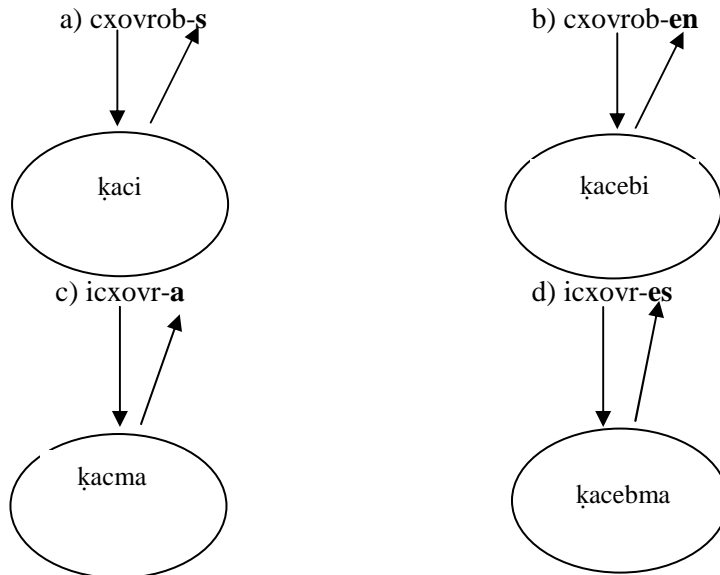 a) cxovrob-s
b) cxovrob-en
ḳaci
ḳacebi
c) icxovr-a
d) icxovr-es
ḳacma
ḳacebma